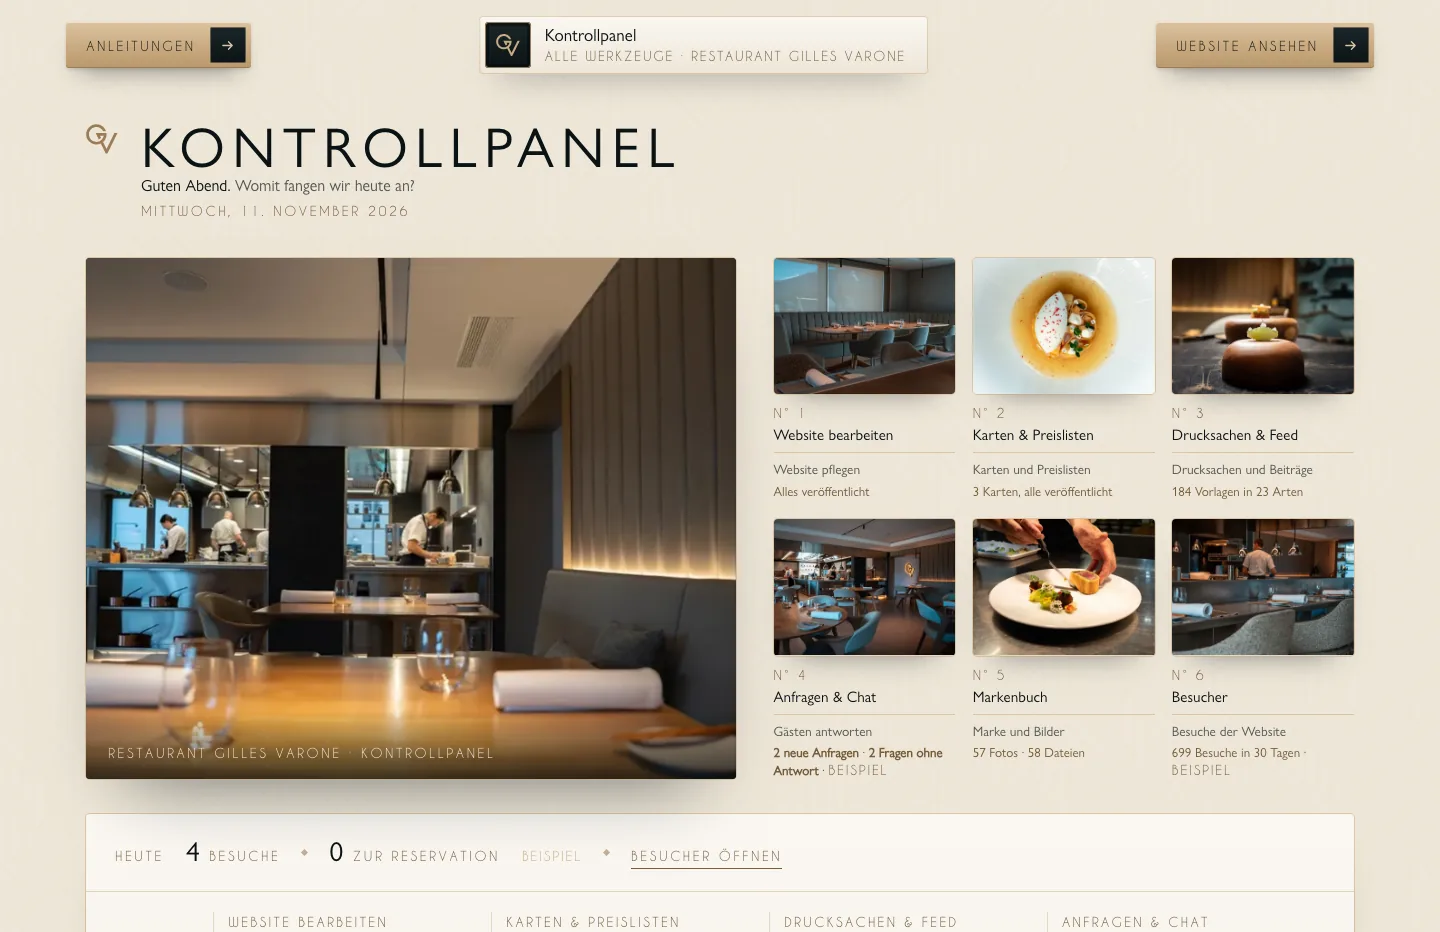 ANLEITUNGEN
GV
Kontrollpanel
ALLE WERKZEUGE · RESTAURANT GILLES VARONE
WEBSITE ANSEHEN
GV
KONTROLLPANEL
Guten Abend. Womit fangen wir heute an?
MITTWOCH, 11. NOVEMBER 2026
RESTAURANT GILLES VARONE · KONTROLLPANEL
N° 1
Website bearbeiten
Website pflegen
Alles veröffentlicht
N° 2
Karten & Preislisten
Karten und Preislisten
3 Karten, alle veröffentlicht
N° 3
Drucksachen & Feed
Drucksachen und Beiträge
184 Vorlagen in 23 Arten
N° 4
Anfragen & Chat
Gästen antworten
2 neue Anfragen · 2 Fragen ohne
Antwort · BEISPIEL
N° 5
Markenbuch
Marke und Bilder
57 Fotos · 58 Dateien
N° 6
Besucher
Besuche der Website
699 Besuche in 30 Tagen ·
BEISPIEL
HEUTE 4 BESUCHE ◆ 0 ZUR RESERVATION BEISPIEL ◆ BESUCHER ÖFFNEN
WEBSITE BEARBEITEN
KARTEN & PREISLISTEN
DRUCKSACHEN & FEED
ANFRAGEN & CHAT